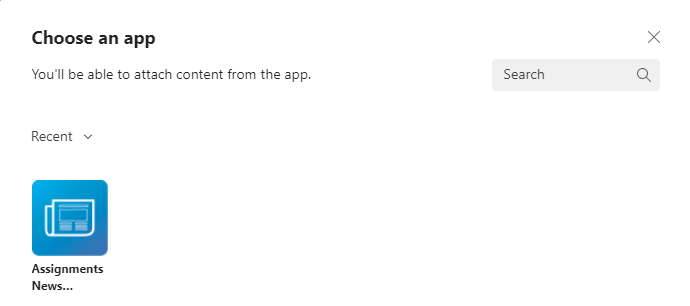 Choose an app
You'll be able to attach content from the app.
Search
Recent
Assignments
News...